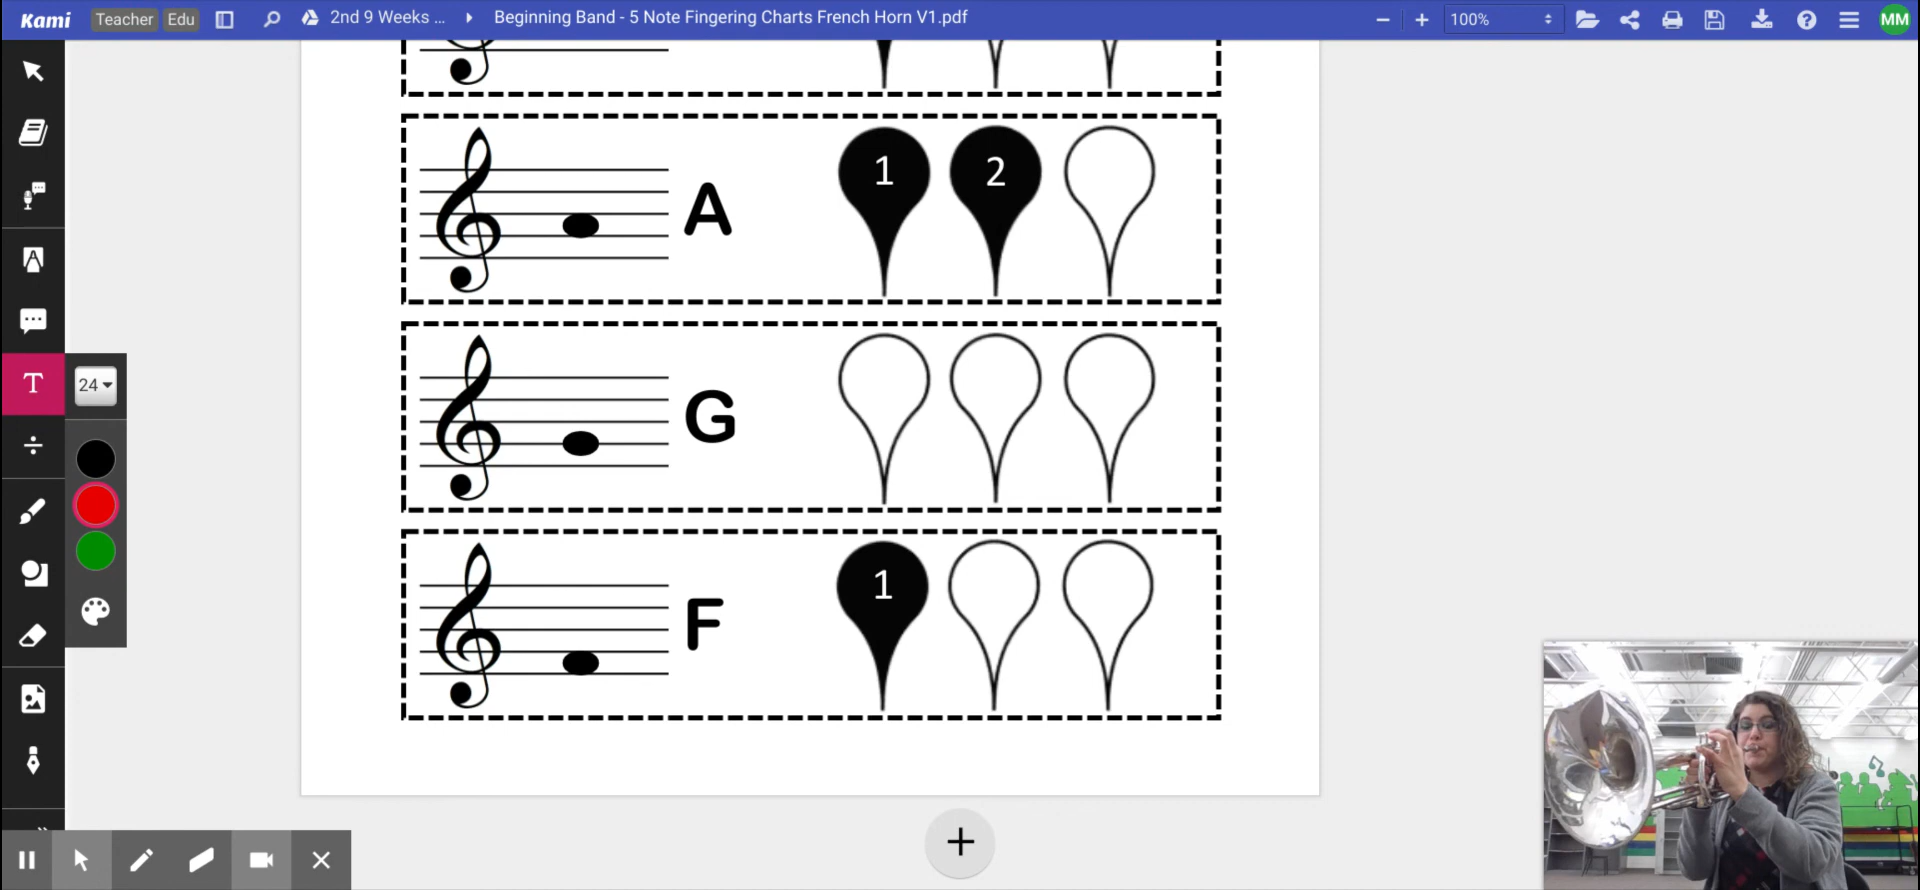 Kami Teacher Edu 2nd 9 Weeks ... Beginning Band - 5 Note Fingering Charts French Horn V1.pdf 100% MM
A 1 2
G
T 24
F 1